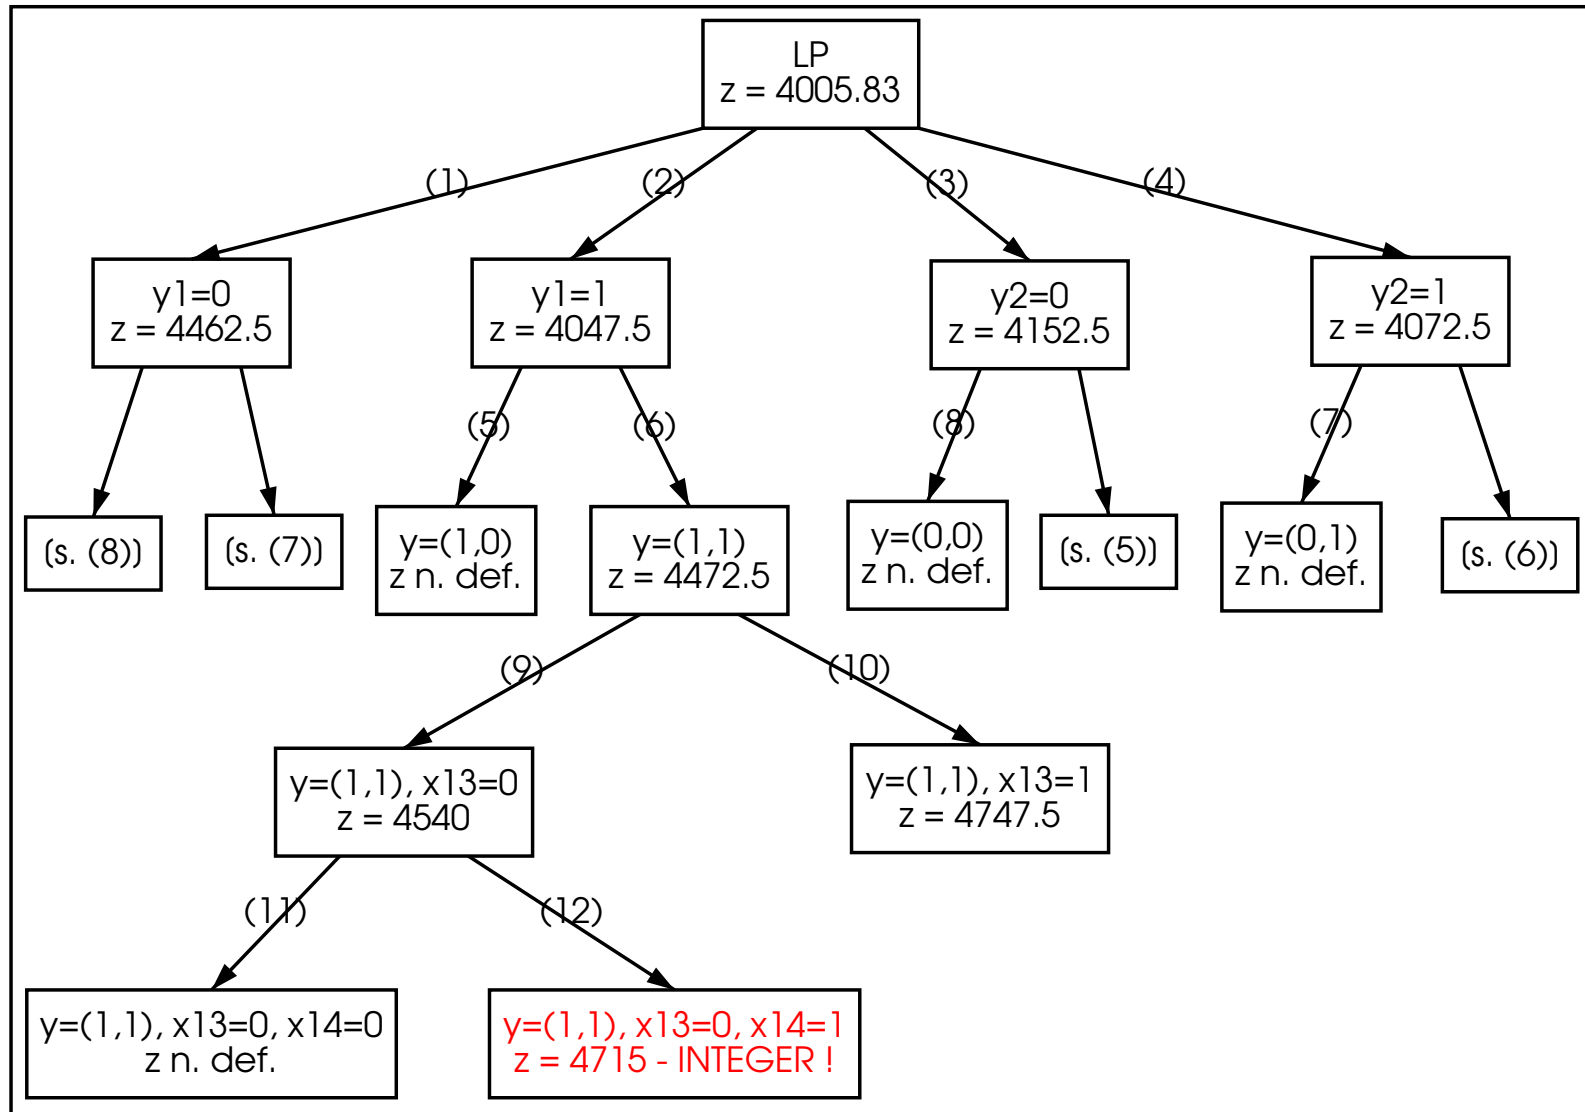 LP
z = 4005.83
(1)
(2)
(3)
(4)
y1=0
z = 4462.5
y1=1
z = 4047.5
y2=0
z = 4152.5
y2=1
z = 4072.5
(5)
(6)
(8)
(7)
(s. (8))
(s. (7))
y=(1,0)
z n. def.
y=(1,1)
z = 4472.5
y=(0,0)
z n. def.
(s. (5))
y=(0,1)
z n. def.
(s. (6))
(9)
(10)
y=(1,1), x13=0
z = 4540
y=(1,1), x13=1
z = 4747.5
(11)
(12)
y=(1,1), x13=0, x14=0
z n. def.
y=(1,1), x13=0, x14=1
z = 4715 - INTEGER !